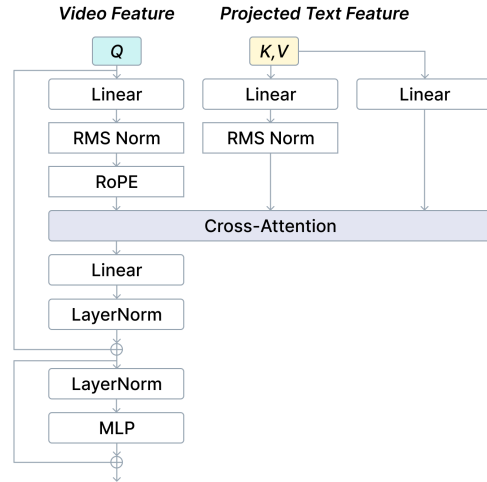 Video Feature
Projected Text Feature
Q
K,V
Linear
Linear
Linear
RMS Norm
RMS Norm
RoPE
Cross-Attention
Linear
LayerNorm
LayerNorm
MLP